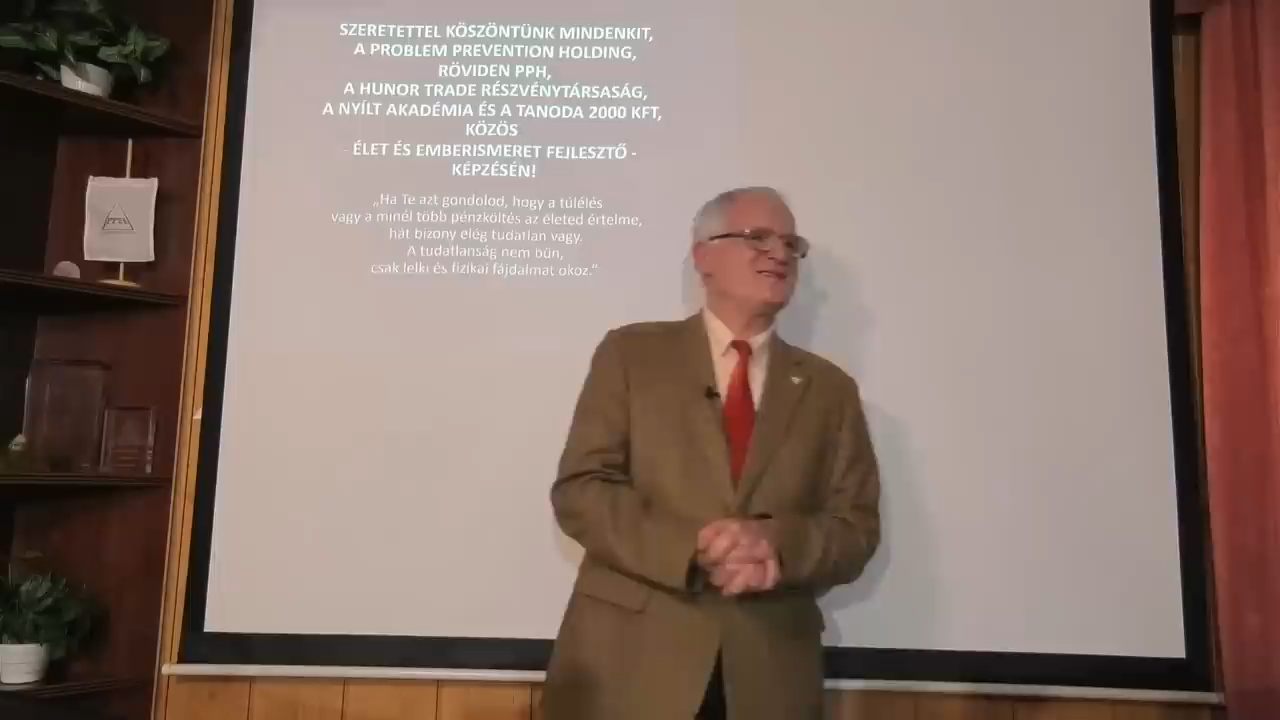 SZERETETTEL KÖSZÖNTÜNK MINDENKIT,
A PROBLEM PREVENTION HOLDING,
RÖVIDEN PPH,
A HUNOR TRADE RÉSZVÉNYTÁRSASÁG,
A NYÍLT AKADÉMIA ÉS A TANODA 2000 KFT,
KÖZÖS
- ÉLET ÉS EMBERISMERET FEJLESZTŐ -
KÉPZÉSÉN!
„Ha Te azt gondolod, hogy a túlélés
vagy a minél több pénzköltés az életed értelme,
hát bizony elég tudatlan vagy.
A tudatlanság nem bűn,
csak lelki és fizikai fájdalmat okoz.”